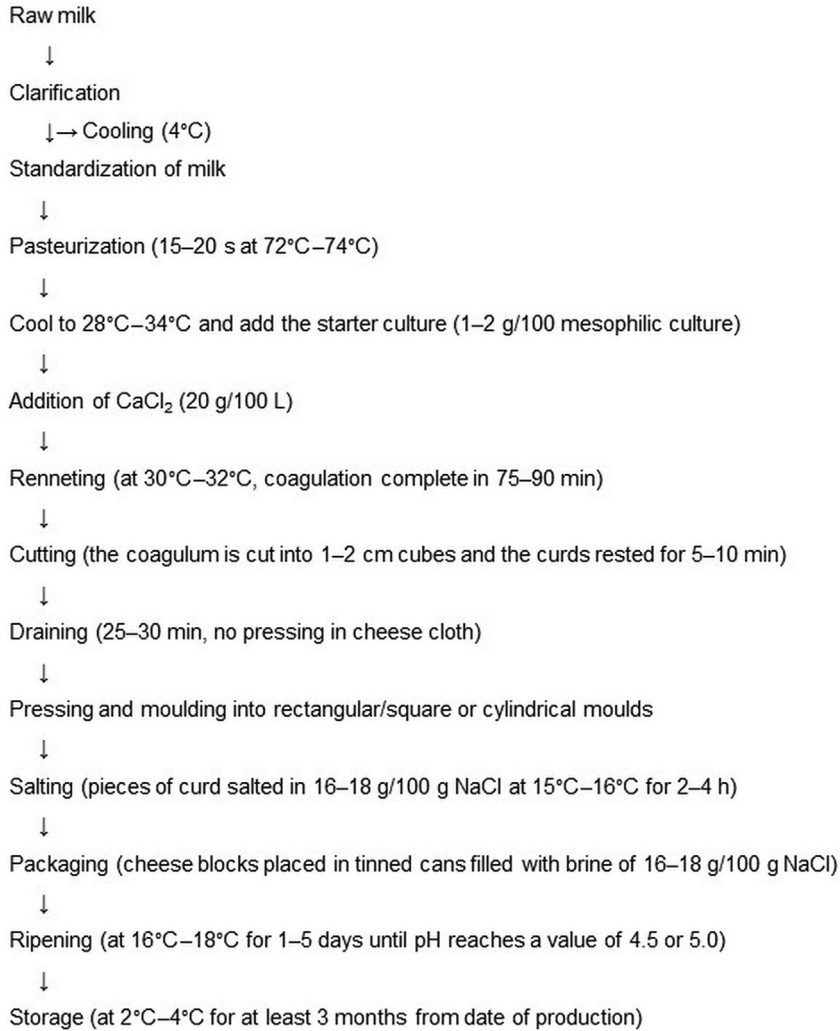 Raw milk
↓
Clarification
↓→ Cooling (4°C)
Standardization of milk
↓
Pasteurization (15–20 s at 72°C–74°C)
↓
Cool to 28°C–34°C and add the starter culture (1–2 g/100 mesophilic culture)
↓
Addition of CaCl₂ (20 g/100 L)
↓
Renneting (at 30°C–32°C, coagulation complete in 75–90 min)
↓
Cutting (the coagulum is cut into 1–2 cm cubes and the curds rested for 5–10 min)
↓
Draining (25–30 min, no pressing in cheese cloth)
↓
Pressing and moulding into rectangular/square or cylindrical moulds
↓
Salting (pieces of curd salted in 16–18 g/100 g NaCl at 15°C–16°C for 2–4 h)
↓
Packaging (cheese blocks placed in tinned cans filled with brine of 16–18 g/100 g NaCl)
↓
Ripening (at 16°C–18°C for 1–5 days until pH reaches a value of 4.5 or 5.0)
↓
Storage (at 2°C–4°C for at least 3 months from date of production)